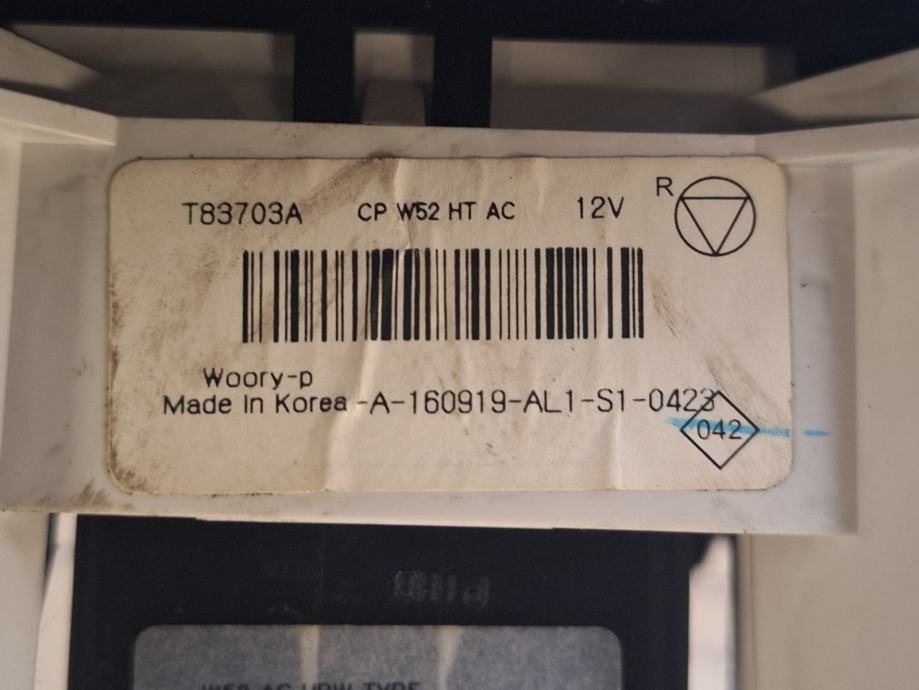 T83703A CP W52 HT AC 12V R
Woory-p
Made In Korea -A-160919-AL1-S1-0423
042